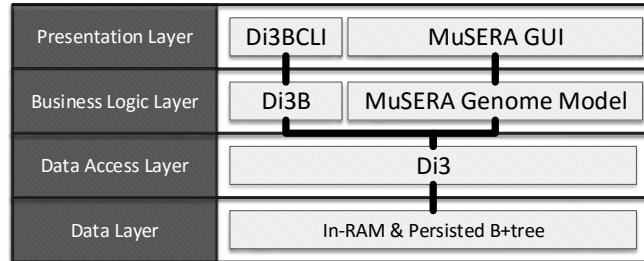 Presentation Layer
Di3BCLI
MuSERA GUI
Business Logic Layer
Di3B
MuSERA Genome Model
Data Access Layer
Di3
Data Layer
In-RAM & Persisted B+tree